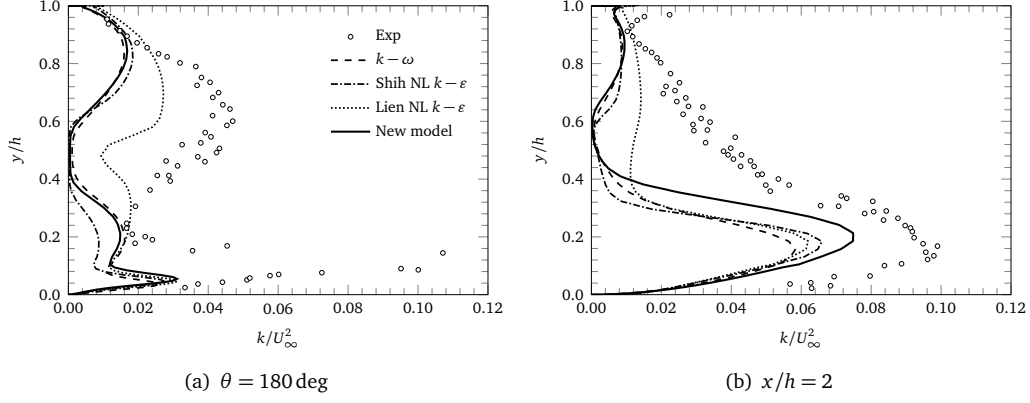 1.0
0.8
0.6
0.4
0.2
0.0
y/h
0.00 0.02 0.04 0.06 0.08 0.10 0.12
k/U²∞
Exp
k − ω
Shih NL k − ε
Lien NL k − ε
New model
(a) θ = 180 deg
1.0
0.8
0.6
0.4
0.2
0.0
y/h
0.00 0.02 0.04 0.06 0.08 0.10 0.12
k/U²∞
(b) x/h = 2